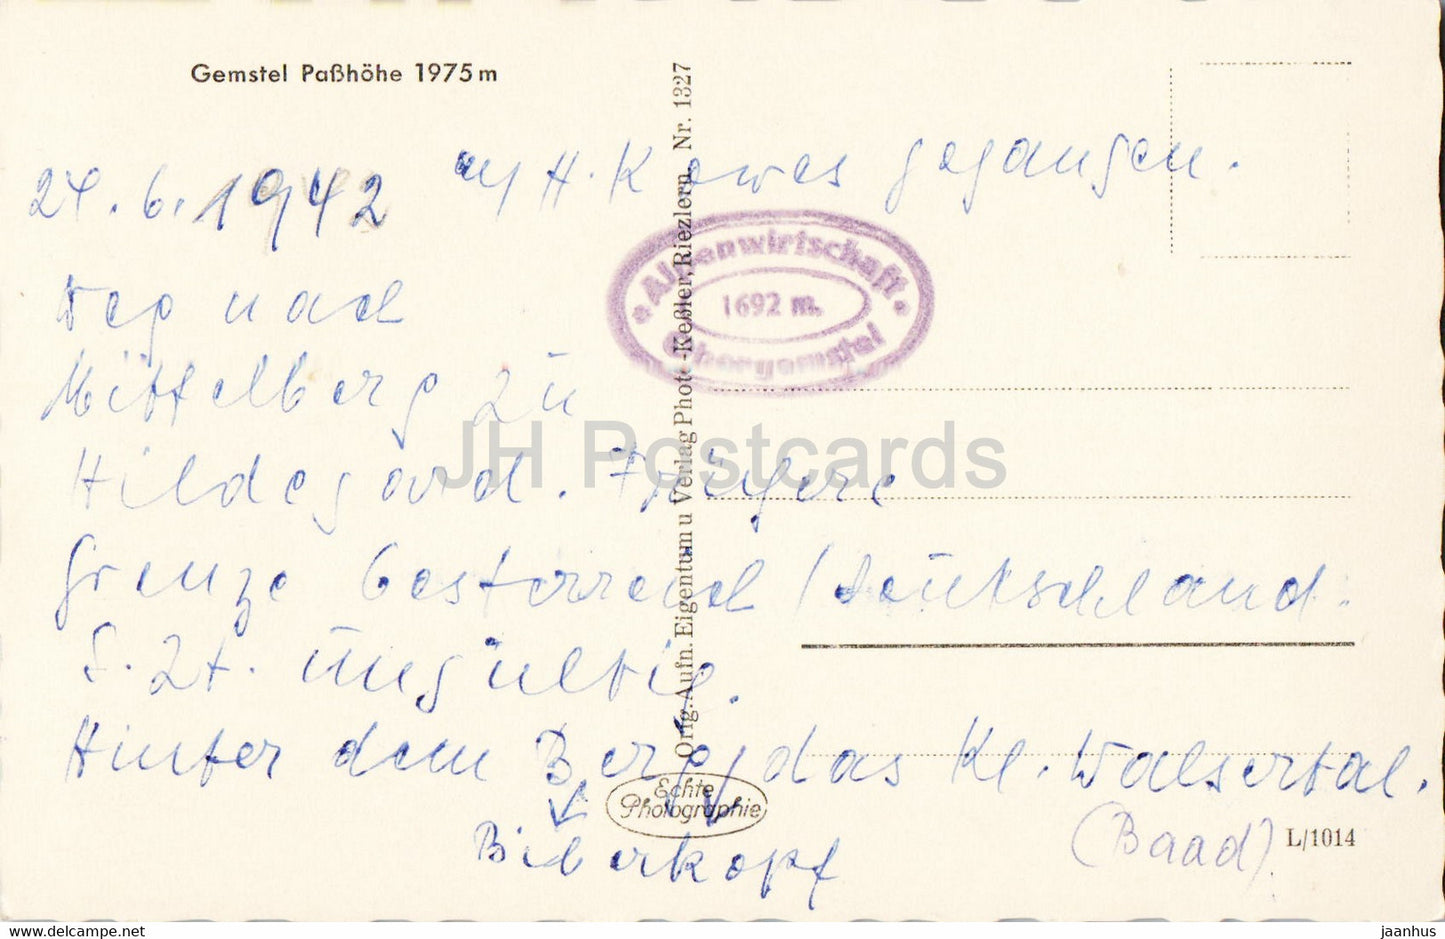 Gemstel Paßhöhe 1975 m
24.6.1942 m/ H. Kowes gegangen.
Weg nach
Mittelberg zu
Hildegard. Frühere
Grenze Oesterreich / Deutschland.
S. Zt. ungültig.
Hinter dem Berg, das Kl. Walsertal.
Biberkopf
(Baad)
Orig. Aufn. Eigentum u Verlag Photo-Keßler, Riezlern. Nr. 1327
Alpenwirtschaft
1692 m.
Obergemstel
Echte
Photographie
L/1014
JH Postcards
www.delcampe.net
jaanhus